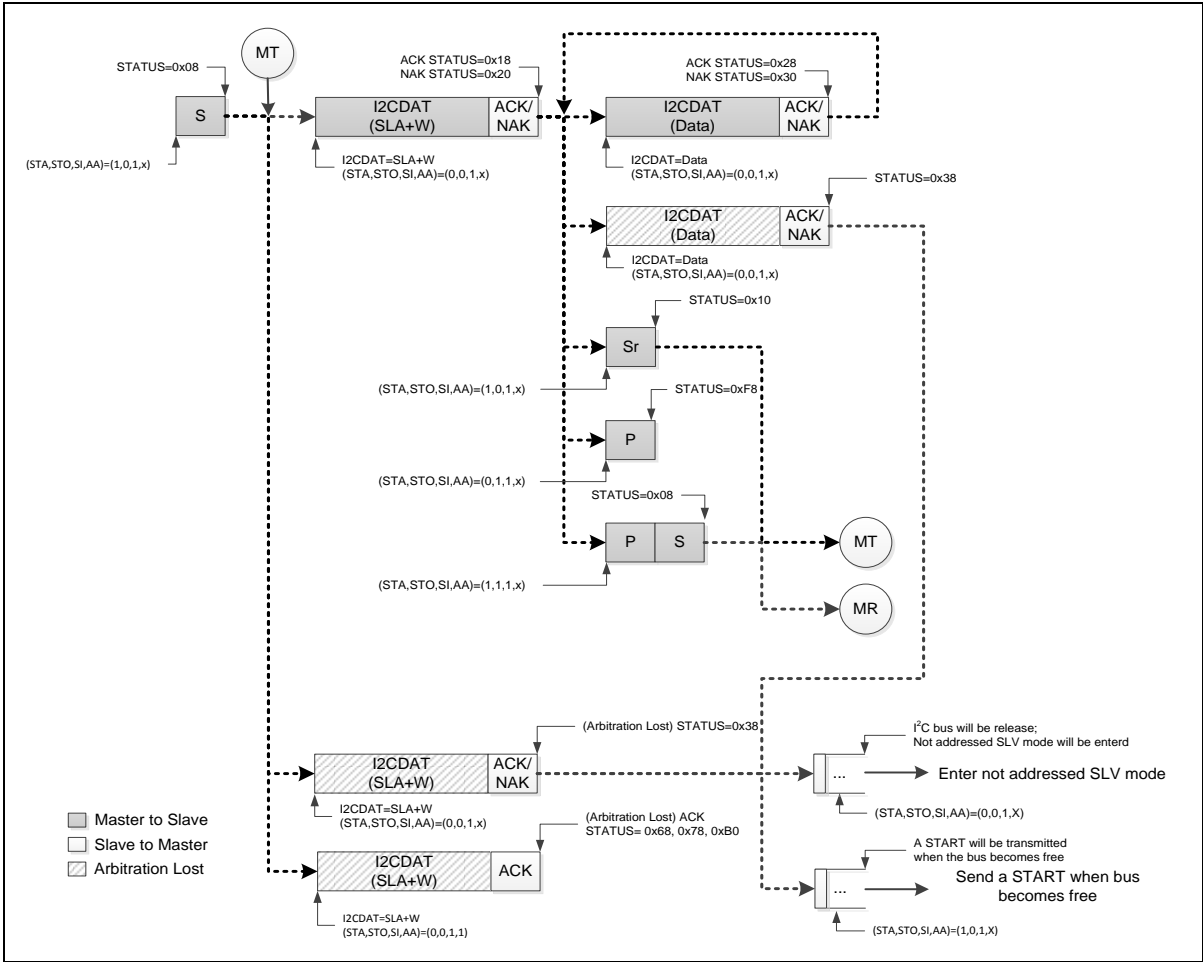 MT
STATUS=0x08
ACK STATUS=0x18
NAK STATUS=0x20
ACK STATUS=0x28
NAK STATUS=0x30
S
I2CDAT
(SLA+W)
ACK/
NAK
I2CDAT
(Data)
ACK/
NAK
(STA,STO,SI,AA)=(1,0,1,x)
I2CDAT=SLA+W
(STA,STO,SI,AA)=(0,0,1,x)
I2CDAT=Data
(STA,STO,SI,AA)=(0,0,1,x)
STATUS=0x38
I2CDAT
(Data)
ACK/
NAK
I2CDAT=Data
(STA,STO,SI,AA)=(0,0,1,x)
STATUS=0x10
Sr
(STA,STO,SI,AA)=(1,0,1,x)
STATUS=0xF8
P
(STA,STO,SI,AA)=(0,1,1,x)
STATUS=0x08
P
S
MT
(STA,STO,SI,AA)=(1,1,1,x)
MR
(Arbitration Lost) STATUS=0x38
I2CDAT
(SLA+W)
ACK/
NAK
I2CDAT=SLA+W
(STA,STO,SI,AA)=(0,0,1,x)
I²C bus will be release;
Not addressed SLV mode will be enterd
...
Enter not addressed SLV mode
(STA,STO,SI,AA)=(0,0,1,X)
Master to Slave
Slave to Master
Arbitration Lost
(Arbitration Lost) ACK
STATUS= 0x68, 0x78, 0xB0
I2CDAT
(SLA+W)
ACK
I2CDAT=SLA+W
(STA,STO,SI,AA)=(0,0,1,1)
A START will be transmitted
when the bus becomes free
...
Send a START when bus
becomes free
(STA,STO,SI,AA)=(1,0,1,X)